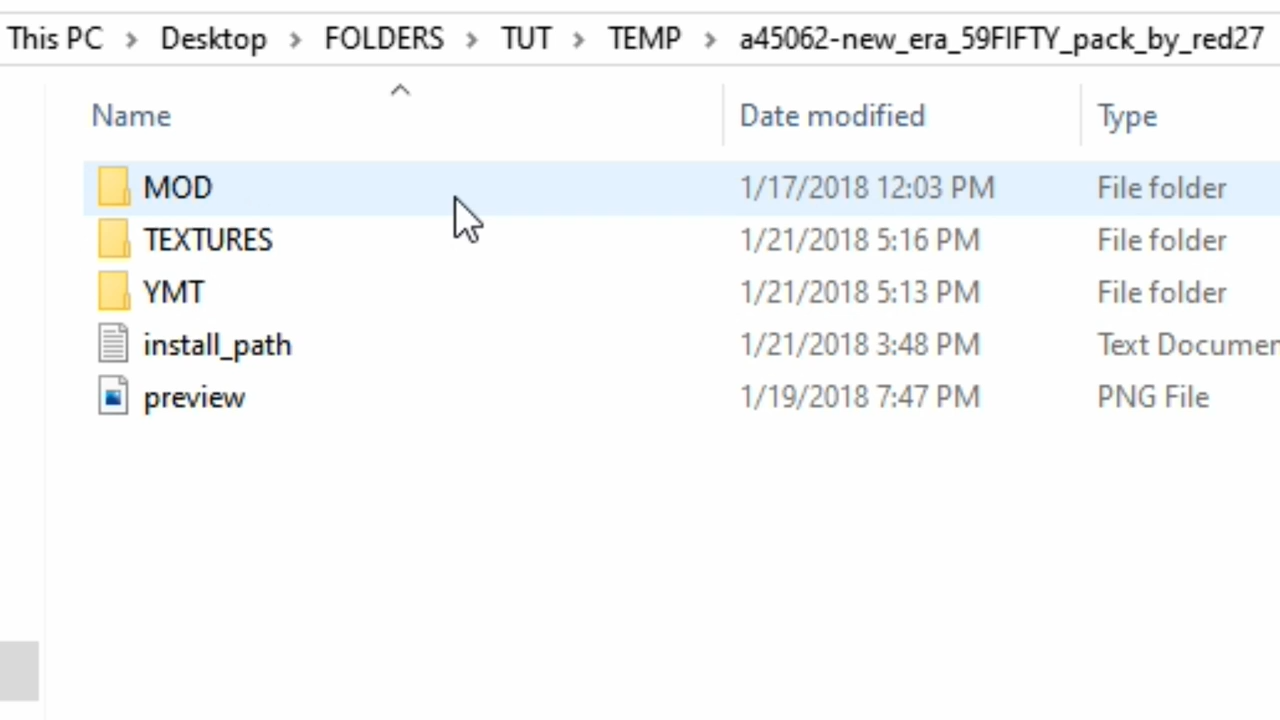 This PC > Desktop > FOLDERS > TUT > TEMP > a45062-new_era_59FIFTY_pack_by_red27
Name Date modified Type
MOD 1/17/2018 12:03 PM File folder
TEXTURES 1/21/2018 5:16 PM File folder
YMT 1/21/2018 5:13 PM File folder
install_path 1/21/2018 3:48 PM Text Documen
preview 1/19/2018 7:47 PM PNG File